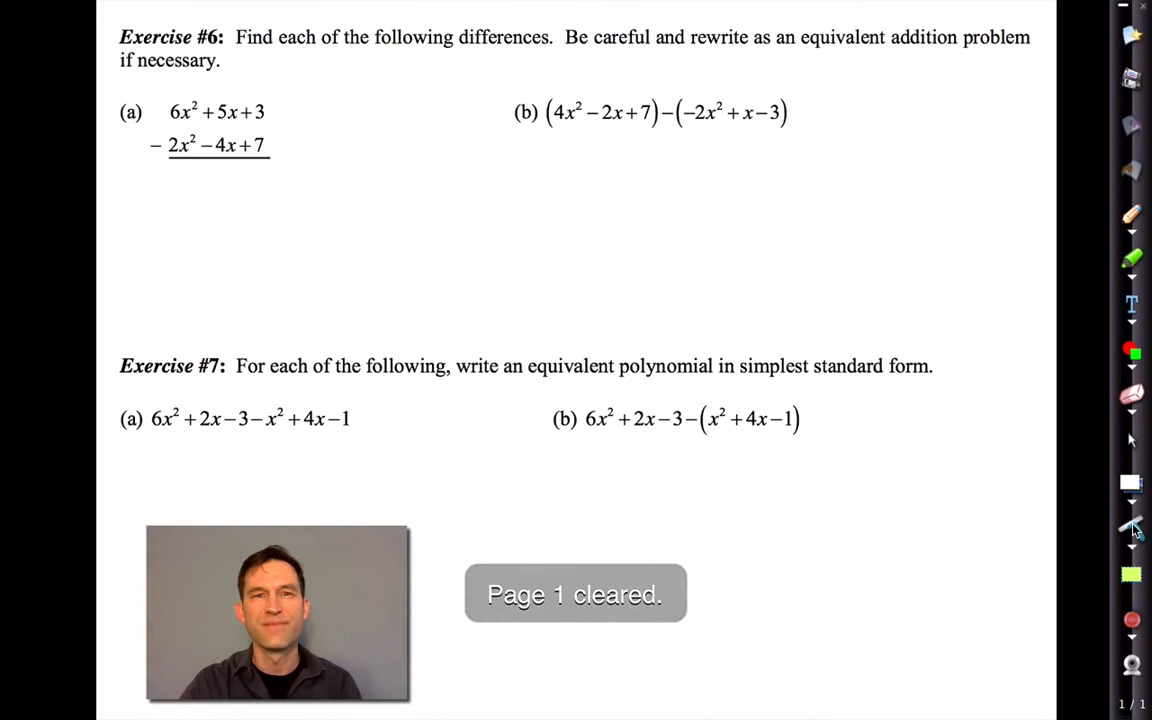 Exercise #6: Find each of the following differences. Be careful and rewrite as an equivalent addition problem
if necessary.
(a) 6x² + 5x + 3
− 2x² − 4x + 7
(b) (4x² − 2x + 7) − (−2x² + x − 3)
Exercise #7: For each of the following, write an equivalent polynomial in simplest standard form.
(a) 6x² + 2x − 3 − x² + 4x − 1
(b) 6x² + 2x − 3 − (x² + 4x − 1)
Page 1 cleared.
T
1 / 1